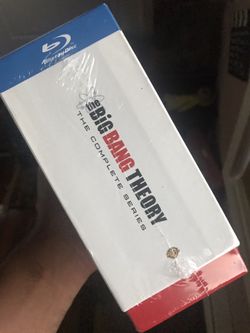 Blu-ray Disc
the BiG BANG THEORY
THE COMPLETE SERIES